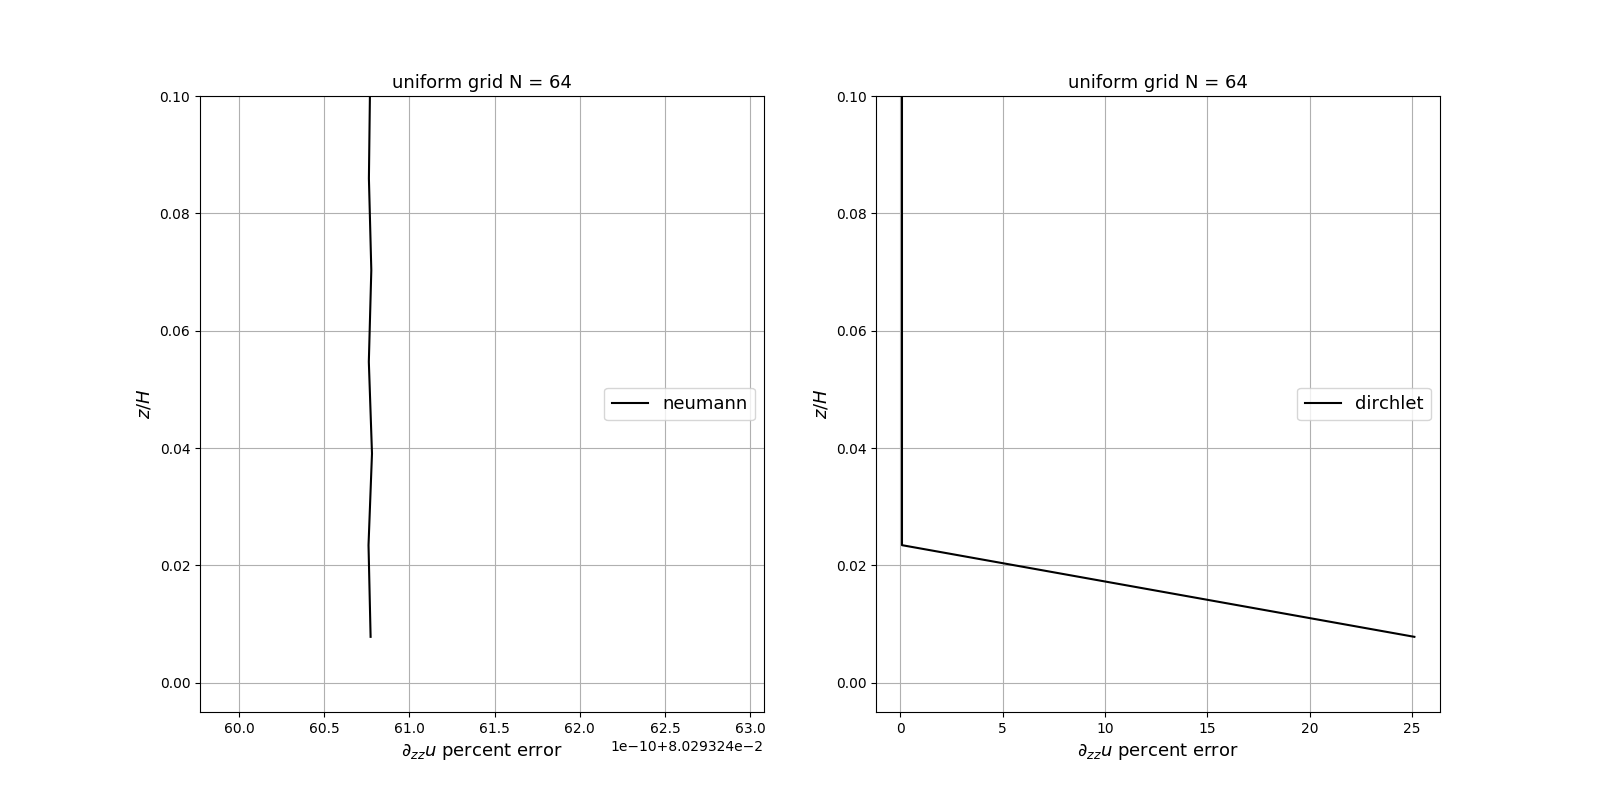 uniform grid N = 64
0.10
0.08
0.06
0.04
0.02
0.00
z/H
neumann
60.0 60.5 61.0 61.5 62.0 62.5 63.0
∂zzu percent error
1e−10+8.029324e−2
uniform grid N = 64
0.10
0.08
0.06
0.04
0.02
0.00
z/H
dirchlet
0 5 10 15 20 25
∂zzu percent error